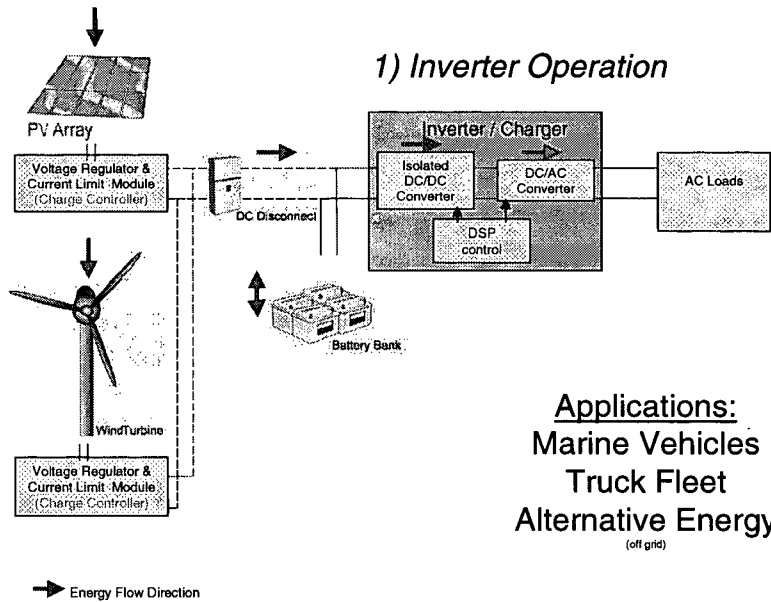 1) Inverter Operation
PV Array
Voltage Regulator &
Current Limit Module
(Charge Controller)
DC Disconnect
Inverter / Charger
Isolated
DC/DC
Converter
DC/AC
Converter
DSP
control
AC Loads
Battery Bank
WindTurbine
Voltage Regulator &
Current Limit Module
(Charge Controller)
Applications:
Marine Vehicles
Truck Fleet
Alternative Energy
(off grid)
Energy Flow Direction